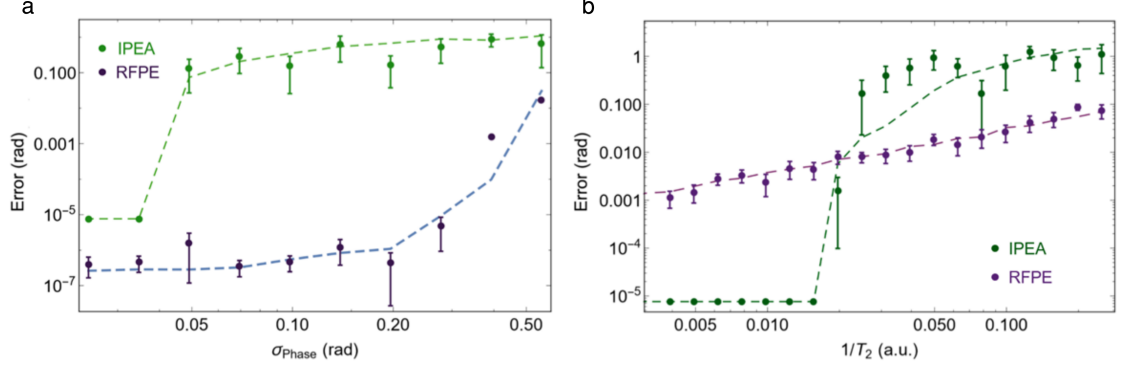 a
IPEA
RFPE
Error (rad)
0.100
0.001
10⁻⁵
10⁻⁷
0.05 0.10 0.20 0.50
σPhase (rad)
b
Error (rad)
1
0.100
0.010
0.001
10⁻⁴
10⁻⁵
IPEA
RFPE
0.005 0.010 0.050 0.100
1/T₂ (a.u.)